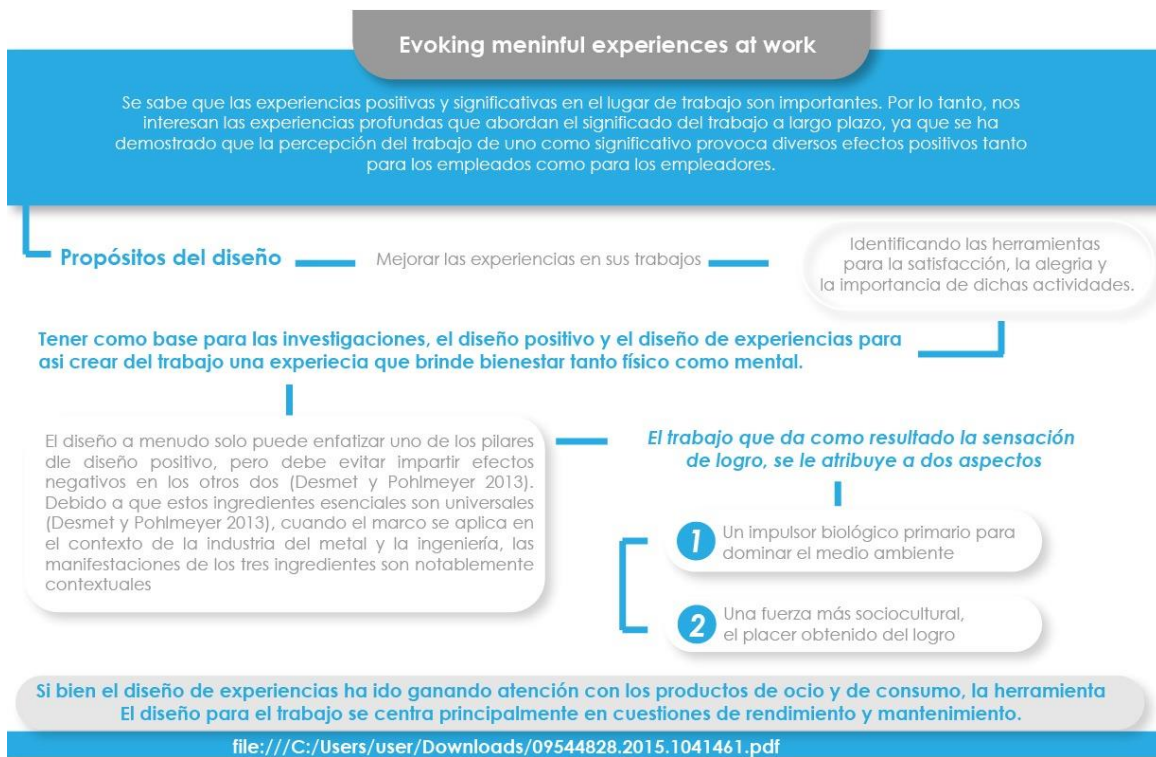 Evoking meninful experiences at work
Se sabe que las experiencias positivas y significativas en el lugar de trabajo son importantes. Por lo tanto, nos
interesan las experiencias profundas que abordan el significado del trabajo a largo plazo, ya que se ha
demostrado que la percepción del trabajo de uno como significativo provoca diversos efectos positivos tanto
para los empleados como para los empleadores.
Propósitos del diseño
Mejorar las experiencias en sus trabajos
Identificando las herramientas
para la satisfacción, la alegria y
la importancia de dichas actividades.
Tener como base para las investigaciones, el diseño positivo y el diseño de experiencias para
asi crear del trabajo una experiecia que brinde bienestar tanto físico como mental.
El diseño a menudo solo puede enfatizar uno de los pilares
dle diseño positivo, pero debe evitar impartir efectos
negativos en los otros dos (Desmet y Pohlmeyer 2013).
Debido a que estos ingredientes esenciales son universales
(Desmet y Pohlmeyer 2013), cuando el marco se aplica en
el contexto de la industria del metal y la ingeniería, las
manifestaciones de los tres ingredientes son notablemente
contextuales
El trabajo que da como resultado la sensación
de logro, se le atribuye a dos aspectos
1 Un impulsor biológico primario para
dominar el medio ambiente
2 Una fuerza más sociocultural,
el placer obtenido del logro
Si bien el diseño de experiencias ha ido ganando atención con los productos de ocio y de consumo, la herramienta
El diseño para el trabajo se centra principalmente en cuestiones de rendimiento y mantenimiento.
file:///C:/Users/user/Downloads/09544828.2015.1041461.pdf